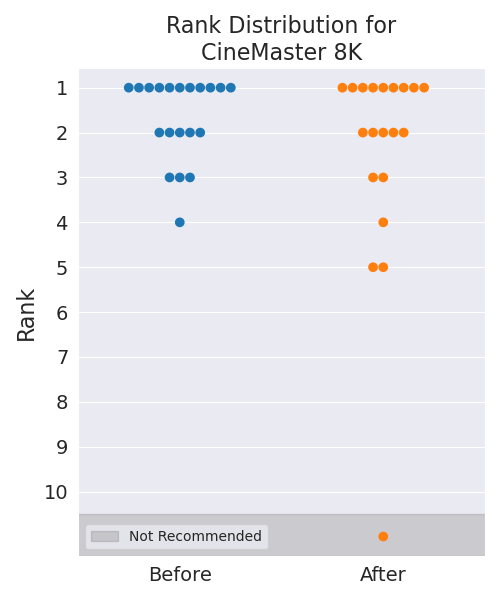 Rank Distribution for
CineMaster 8K
Rank
1
2
3
4
5
6
7
8
9
10
Not Recommended
Before After